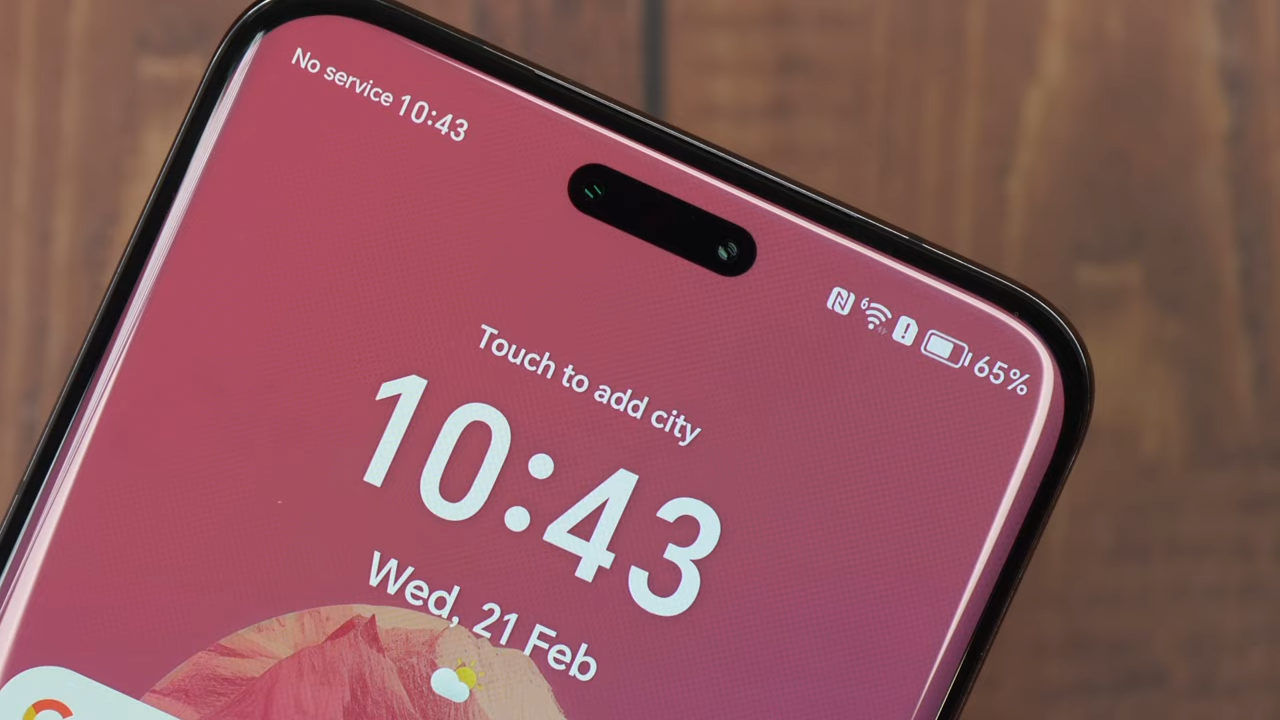 No service 10:43
65%
Touch to add city
10:43
Wed, 21 Feb